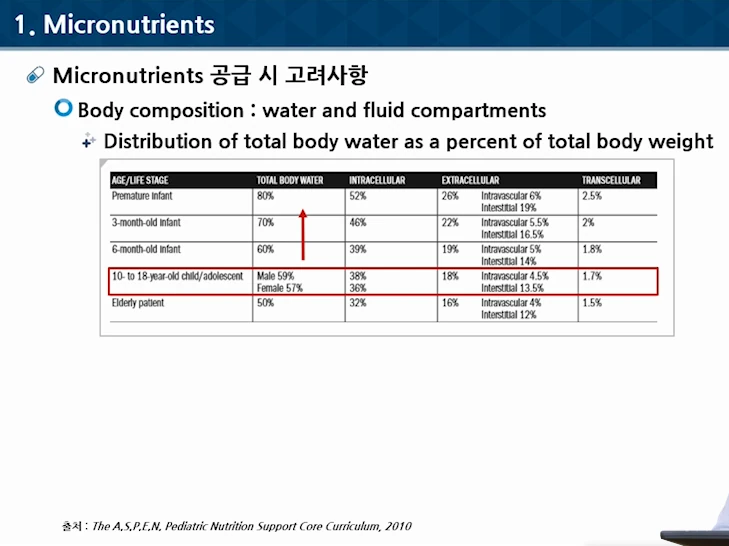 1. Micronutrients
Micronutrients 공급 시 고려사항
Body composition : water and fluid compartments
Distribution of total body water as a percent of total body weight
AGE/LIFE STAGE TOTAL BODY WATER INTRACELLULAR EXTRACELLULAR TRANSCELLULAR
Premature infant 80% 52% 26% Intravascular 6% 2.5%
Interstitial 19%
3-month-old infant 70% 46% 22% Intravascular 5.5% 2%
Interstitial 16.5%
6-month-old infant 60% 39% 19% Intravascular 5% 1.8%
Interstitial 14%
10- to 18-year-old child/adolescent Male 59% 38% 18% Intravascular 4.5% 1.7%
Female 57% 36% Interstitial 13.5%
Elderly patient 50% 32% 16% Intravascular 4% 1.5%
Interstitial 12%
출처 : The A.S.P.E.N. Pediatric Nutrition Support Core Curriculum, 2010